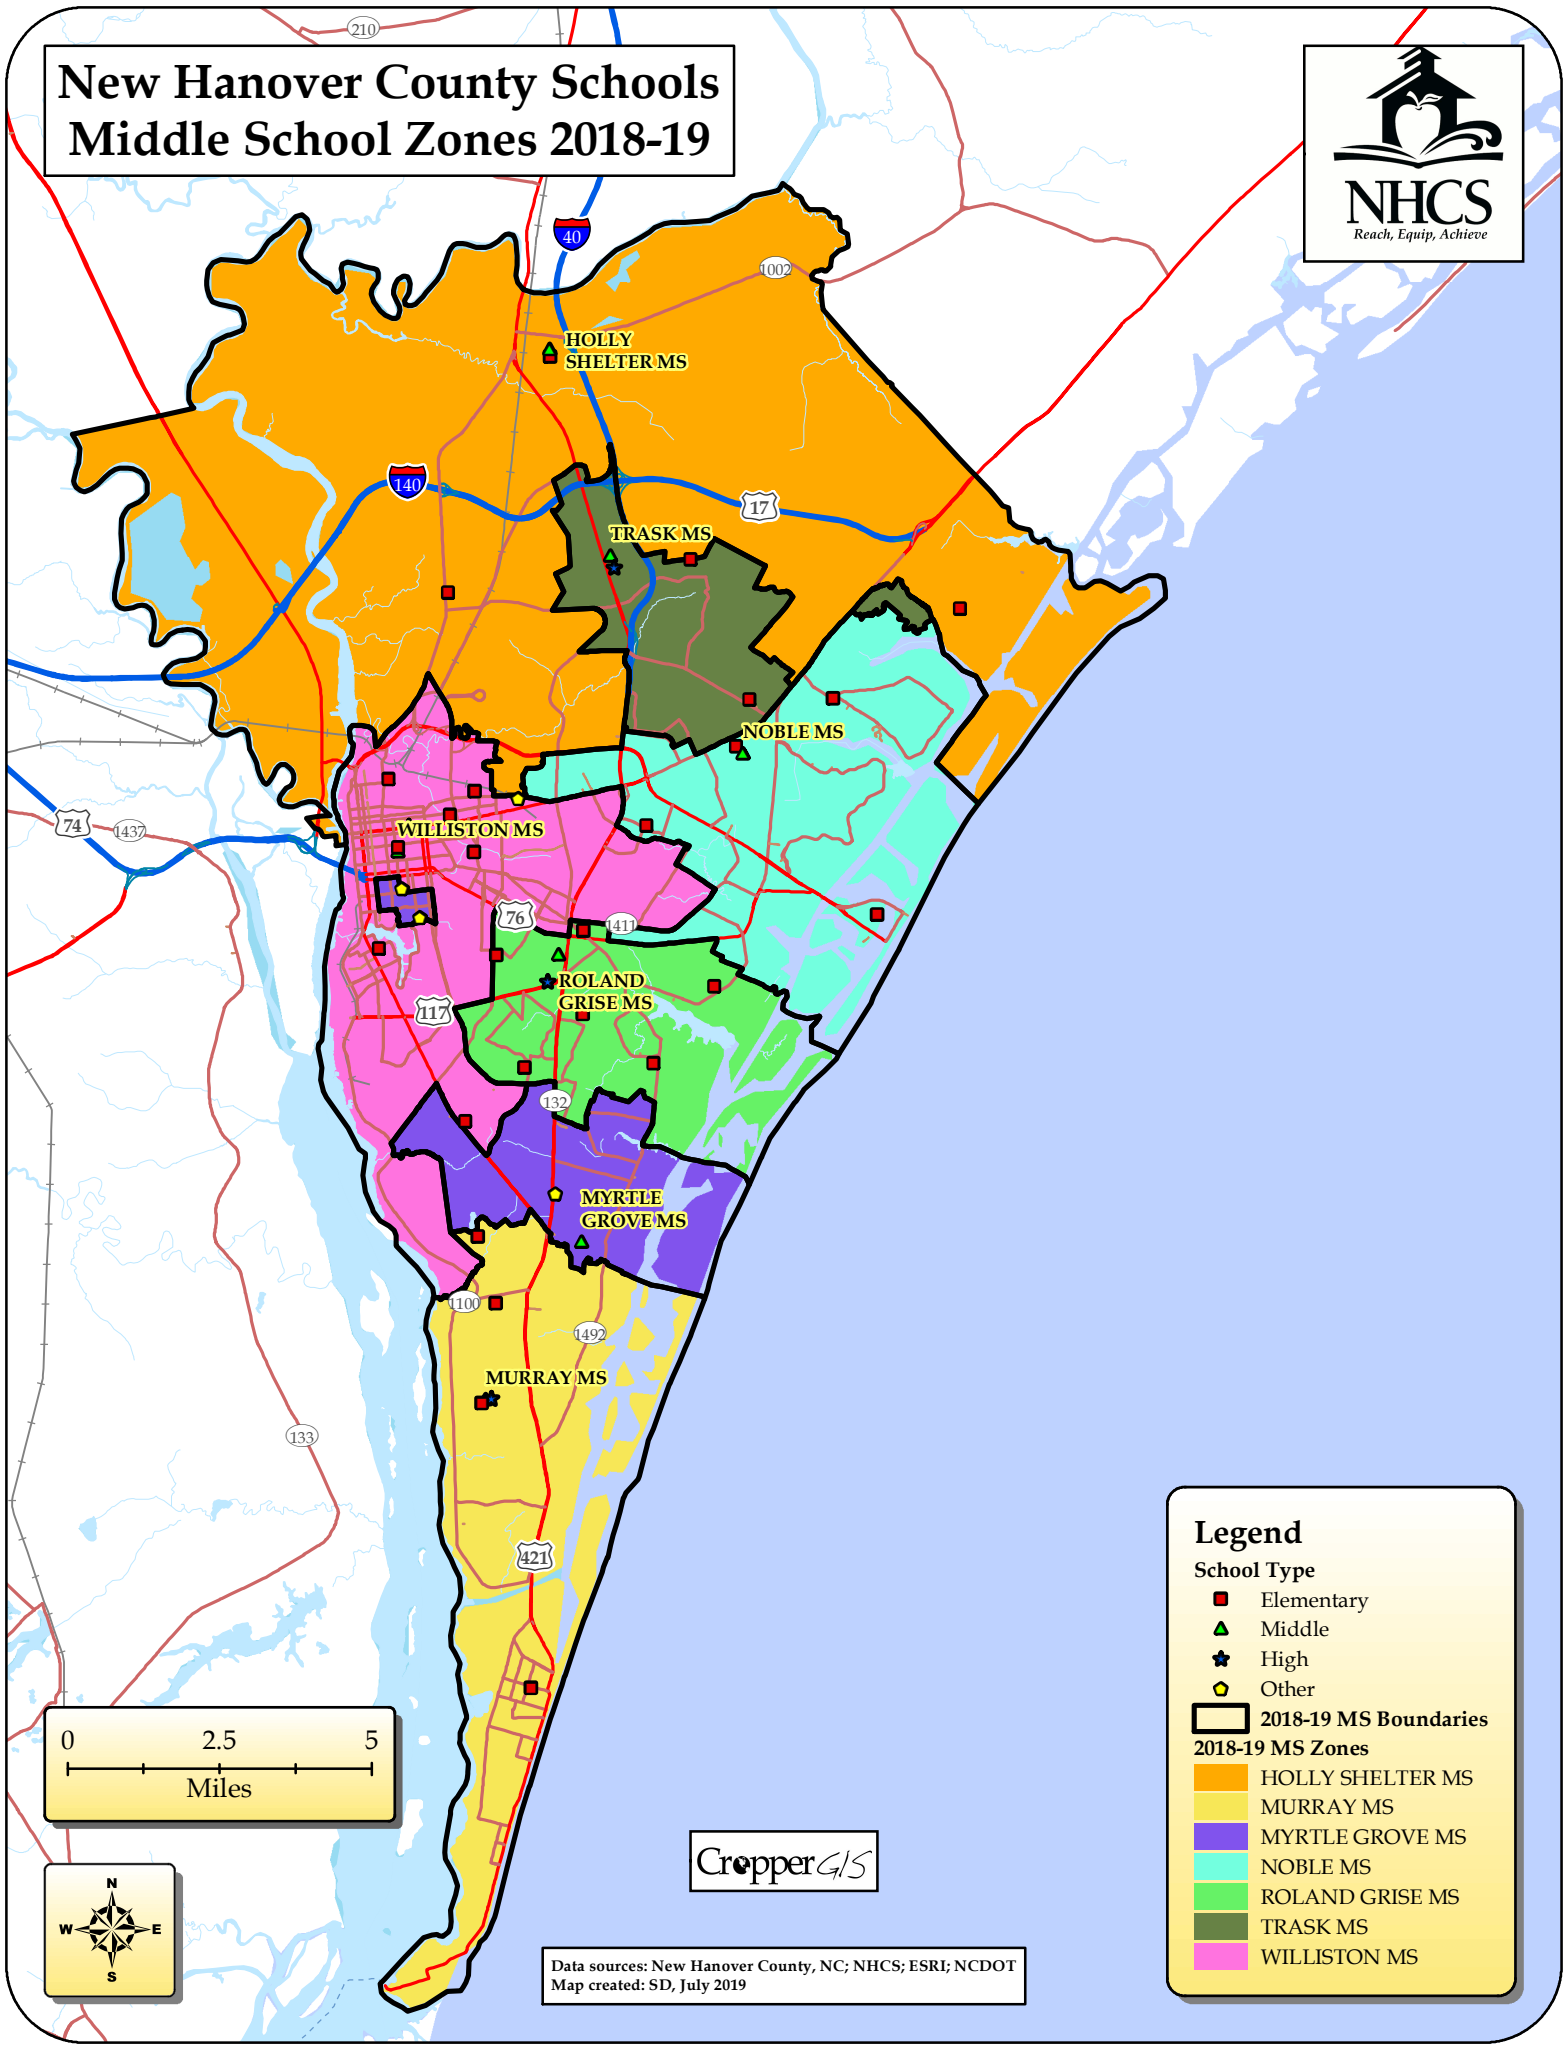 210
New Hanover County Schools
Middle School Zones 2018-19
NHCS
Reach, Equip, Achieve
40
1002
HOLLY
SHELTER MS
140
17
TRASK MS
NOBLE MS
74
1437
WILLISTON MS
76
1411
ROLAND
GRISE MS
117
132
MYRTLE
GROVE MS
1100
1492
MURRAY MS
133
421
Legend
School Type
Elementary
Middle
High
Other
2018-19 MS Boundaries
2018-19 MS Zones
HOLLY SHELTER MS
MURRAY MS
MYRTLE GROVE MS
NOBLE MS
ROLAND GRISE MS
TRASK MS
WILLISTON MS
0 2.5 5
Miles
CropperGIS
N
W E
S
Data sources: New Hanover County, NC; NHCS; ESRI; NCDOT
Map created: SD, July 2019